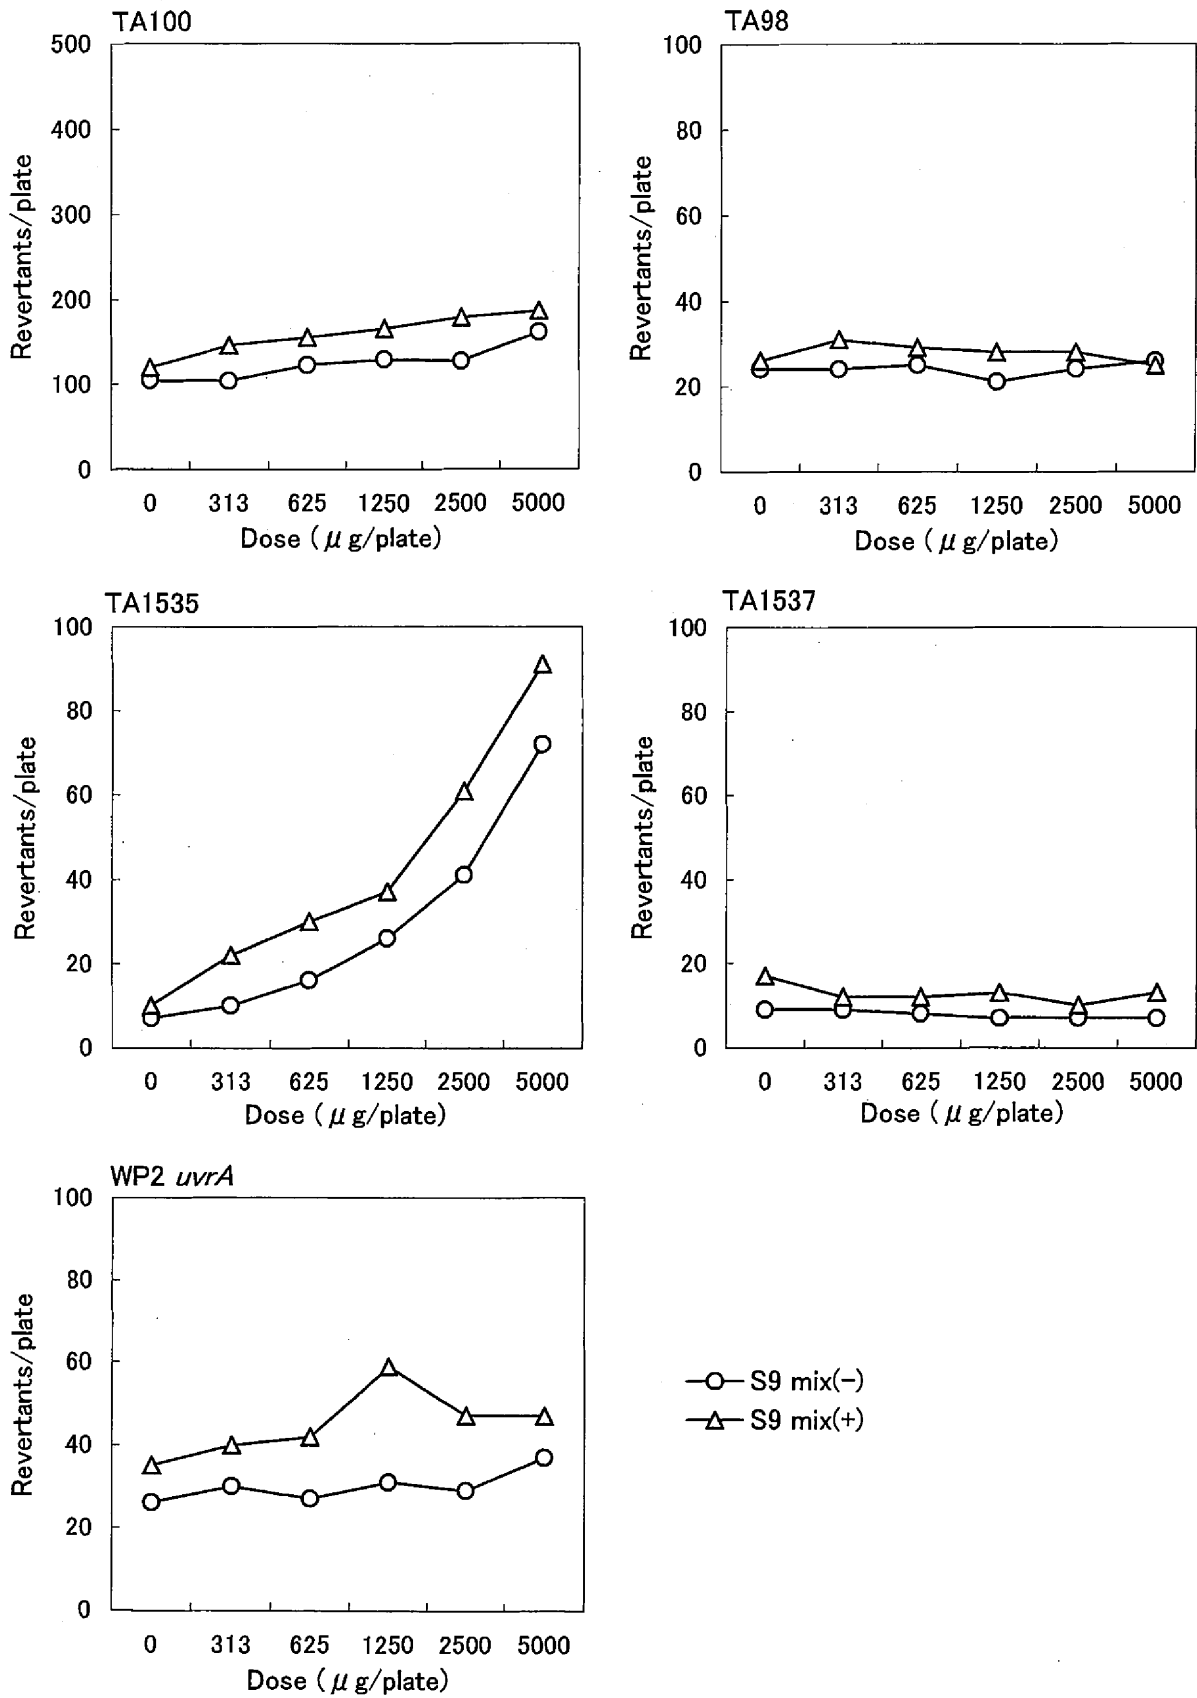 TA100
500
400
300
200
100
0
Revertants/plate
0 313 625 1250 2500 5000
Dose ( μ g/plate)
TA98
100
80
60
40
20
0
Revertants/plate
0 313 625 1250 2500 5000
Dose ( μ g/plate)
TA1535
100
80
60
40
20
0
Revertants/plate
0 313 625 1250 2500 5000
Dose ( μ g/plate)
TA1537
100
80
60
40
20
0
Revertants/plate
0 313 625 1250 2500 5000
Dose ( μ g/plate)
WP2 uvrA
100
80
60
40
20
0
Revertants/plate
0 313 625 1250 2500 5000
Dose ( μ g/plate)
S9 mix(-)
S9 mix(+)